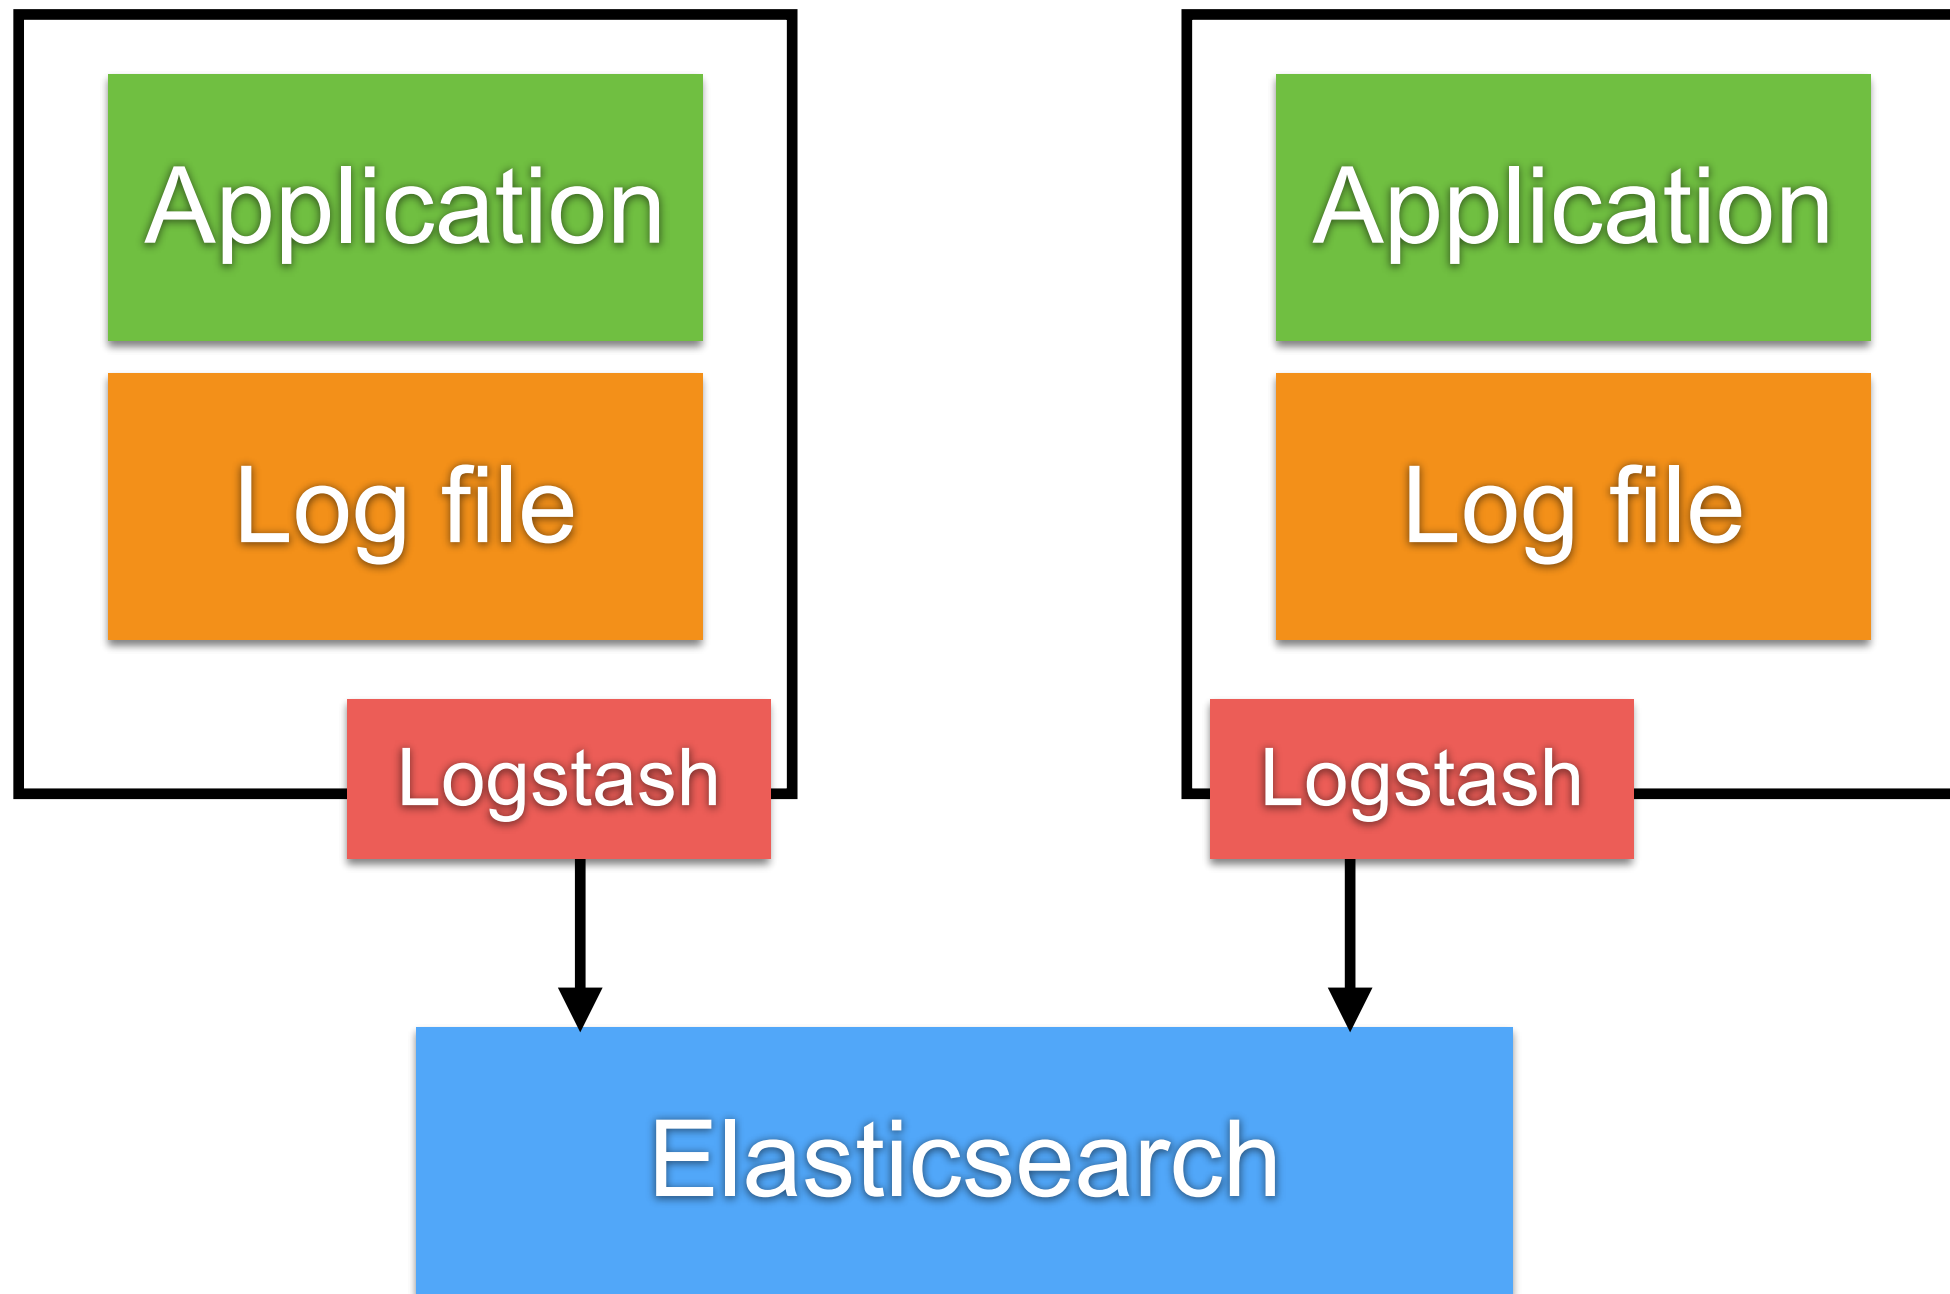 Application
Log file
Logstash
Application
Log file
Logstash
Elasticsearch